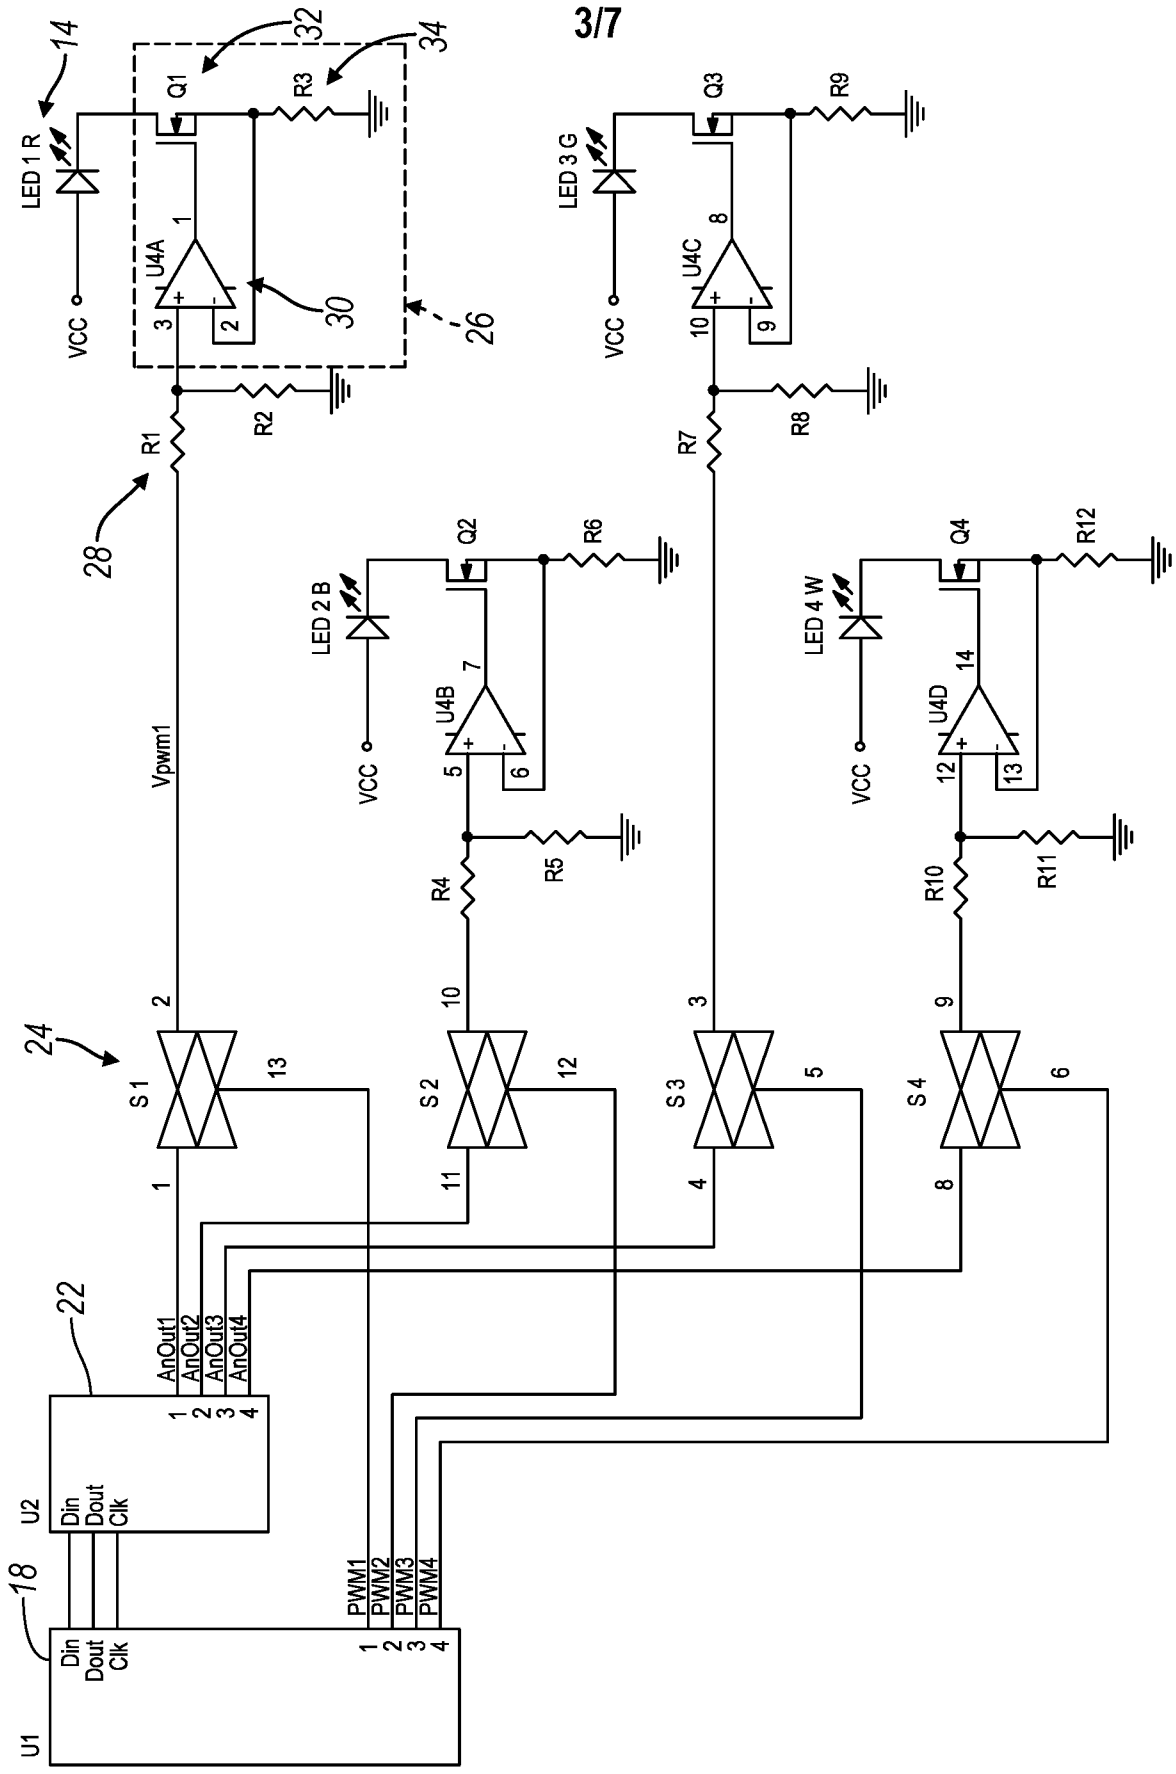 3/7
U1
18
Din
Dout
Clk
1
2
3
4
PWM1
PWM2
PWM3
PWM4
U2
22
Din
Dout
Clk
1
2
3
4
AnOut1
AnOut2
AnOut3
AnOut4
24
S 1
1
2
13
Vpwm1
28
R1
R2
26
U4A
3
+
2
-
1
30
VCC
LED 1 R
14
Q1
32
R3
34
S 2
11
10
12
R4
R5
U4B
5
+
6
-
7
VCC
LED 2 B
Q2
R6
S 3
4
3
5
R7
R8
U4C
10
+
9
-
8
VCC
LED 3 G
Q3
R9
S 4
8
9
6
R10
R11
U4D
12
+
13
-
14
VCC
LED 4 W
Q4
R12